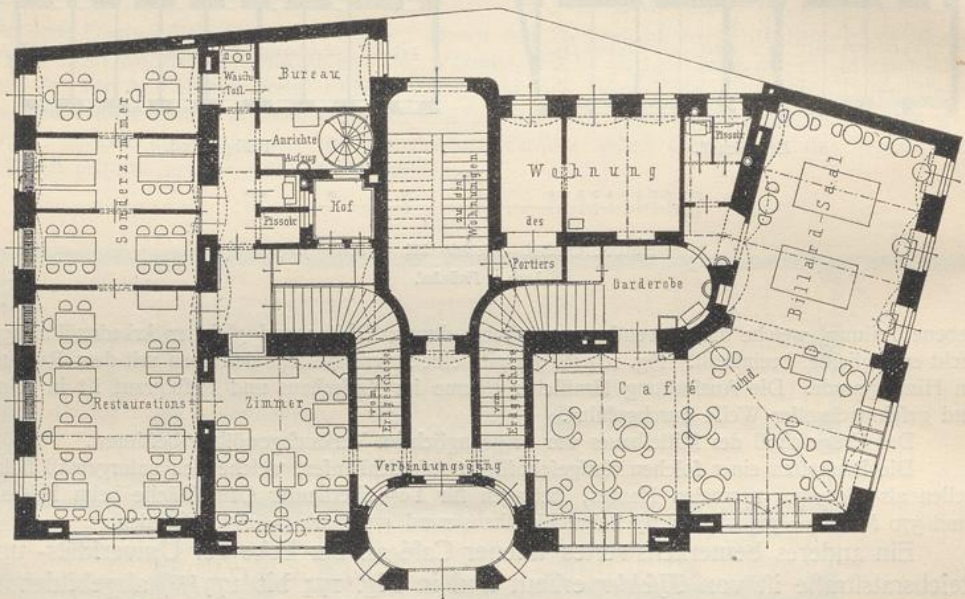 Wasch-
Toil.
Bureau
Anrichte
Aufzug
Hof
Pissoir
Sonderzimmer
zu den
Wohnungen
Wohnung
des
Portiers
Pissoir
Billard-Saal
Garderobe
Restaurations
Zimmer
vom
Erdgeschoss
vom
Erdgeschoss
Verbindungsgang
Café
und